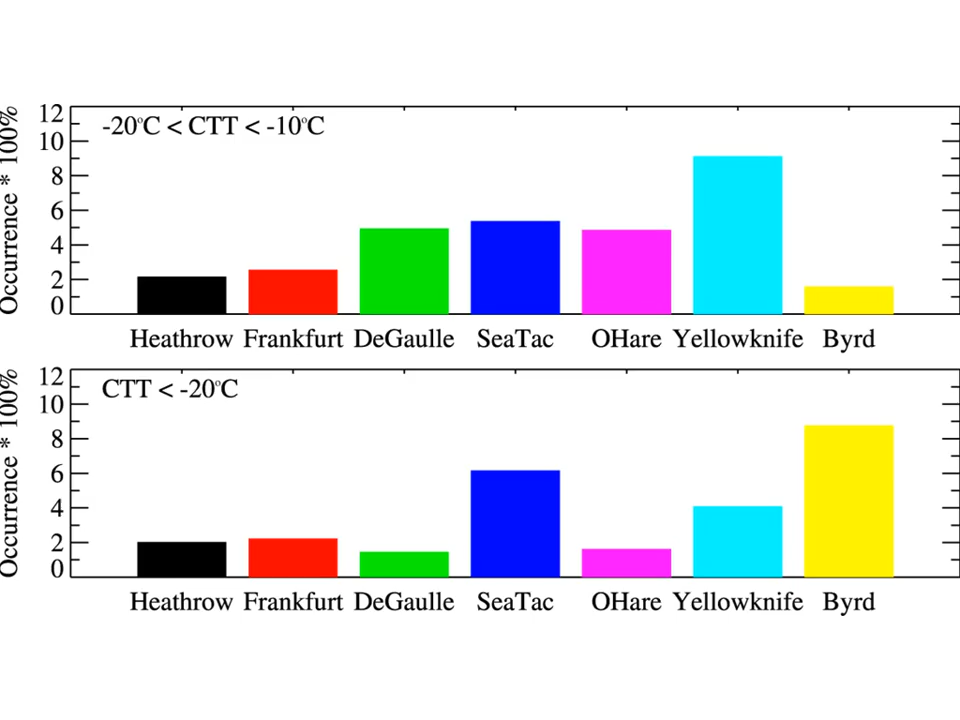 12
10
8
6
4
2
0
Occurrence * 100%
-20°C < CTT < -10°C
Heathrow Frankfurt DeGaulle SeaTac OHare Yellowknife Byrd
12
10
8
6
4
2
0
Occurrence * 100%
CTT < -20°C
Heathrow Frankfurt DeGaulle SeaTac OHare Yellowknife Byrd